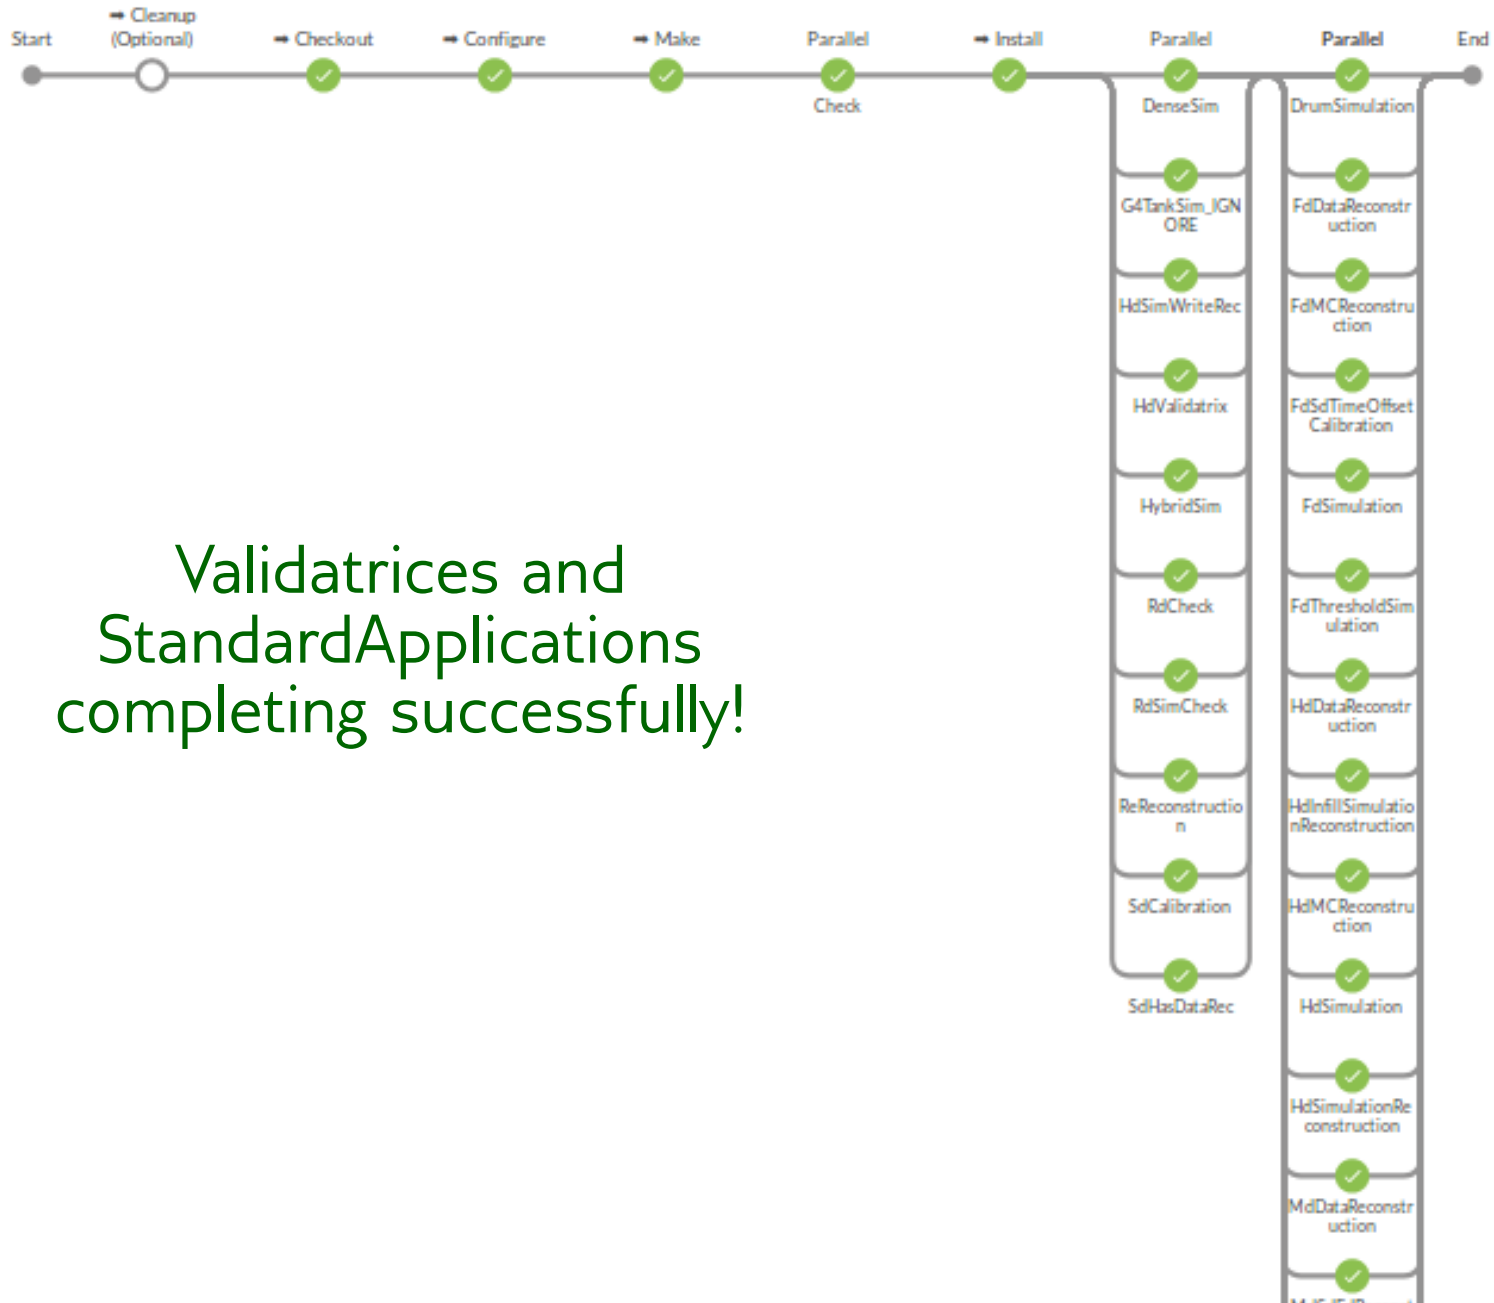 ➡ Cleanup
(Optional)
Start
➡ Checkout
➡ Configure
➡ Make
Parallel
➡ Install
Parallel
Parallel
End
Check
DenseSim
G4TankSim_IGN
ORE
HdSimWriteRec
HdValidatrix
HybridSim
RdCheck
RdSimCheck
ReReconstructio
n
SdCalibration
SdHasDataRec
DrumSimulation
FdDataReconstr
uction
FdMCReconstru
ction
FdSdTimeOffset
Calibration
FdSimulation
FdThresholdSim
ulation
HdDataReconstr
uction
HdInfillSimulatio
nReconstruction
HdMCReconstru
ction
HdSimulation
HdSimulationRe
construction
MdDataReconstr
uction
Validatrices and
StandardApplications
completing successfully!